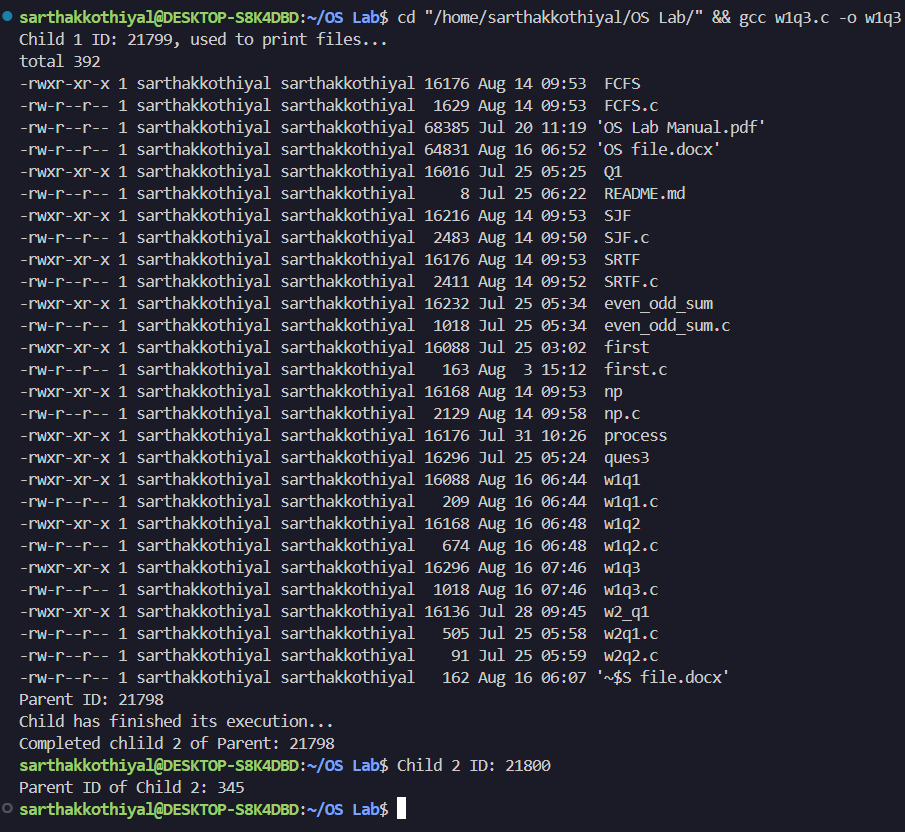 sarthakkothiyal@DESKTOP-S8K4DBD:~/OS Lab$ cd "/home/sarthakkothiyal/OS Lab/" && gcc w1q3.c -o w1q3
Child 1 ID: 21799, used to print files...
total 392
-rwxr-xr-x 1 sarthakkothiyal sarthakkothiyal 16176 Aug 14 09:53  FCFS
-rw-r--r-- 1 sarthakkothiyal sarthakkothiyal  1629 Aug 14 09:53  FCFS.c
-rw-r--r-- 1 sarthakkothiyal sarthakkothiyal 68385 Jul 20 11:19 'OS Lab Manual.pdf'
-rw-r--r-- 1 sarthakkothiyal sarthakkothiyal 64831 Aug 16 06:52 'OS file.docx'
-rwxr-xr-x 1 sarthakkothiyal sarthakkothiyal 16016 Jul 25 05:25  Q1
-rw-r--r-- 1 sarthakkothiyal sarthakkothiyal     8 Jul 25 06:22  README.md
-rwxr-xr-x 1 sarthakkothiyal sarthakkothiyal 16216 Aug 14 09:53  SJF
-rw-r--r-- 1 sarthakkothiyal sarthakkothiyal  2483 Aug 14 09:50  SJF.c
-rwxr-xr-x 1 sarthakkothiyal sarthakkothiyal 16176 Aug 14 09:53  SRTF
-rw-r--r-- 1 sarthakkothiyal sarthakkothiyal  2411 Aug 14 09:52  SRTF.c
-rwxr-xr-x 1 sarthakkothiyal sarthakkothiyal 16232 Jul 25 05:34  even_odd_sum
-rw-r--r-- 1 sarthakkothiyal sarthakkothiyal  1018 Jul 25 05:34  even_odd_sum.c
-rwxr-xr-x 1 sarthakkothiyal sarthakkothiyal 16088 Jul 25 03:02  first
-rw-r--r-- 1 sarthakkothiyal sarthakkothiyal   163 Aug  3 15:12  first.c
-rwxr-xr-x 1 sarthakkothiyal sarthakkothiyal 16168 Aug 14 09:53  np
-rw-r--r-- 1 sarthakkothiyal sarthakkothiyal  2129 Aug 14 09:58  np.c
-rwxr-xr-x 1 sarthakkothiyal sarthakkothiyal 16176 Jul 31 10:26  process
-rwxr-xr-x 1 sarthakkothiyal sarthakkothiyal 16296 Jul 25 05:24  ques3
-rwxr-xr-x 1 sarthakkothiyal sarthakkothiyal 16088 Aug 16 06:44  w1q1
-rw-r--r-- 1 sarthakkothiyal sarthakkothiyal   209 Aug 16 06:44  w1q1.c
-rwxr-xr-x 1 sarthakkothiyal sarthakkothiyal 16168 Aug 16 06:48  w1q2
-rw-r--r-- 1 sarthakkothiyal sarthakkothiyal   674 Aug 16 06:48  w1q2.c
-rwxr-xr-x 1 sarthakkothiyal sarthakkothiyal 16296 Aug 16 07:46  w1q3
-rw-r--r-- 1 sarthakkothiyal sarthakkothiyal  1018 Aug 16 07:46  w1q3.c
-rwxr-xr-x 1 sarthakkothiyal sarthakkothiyal 16136 Jul 28 09:45  w2_q1
-rw-r--r-- 1 sarthakkothiyal sarthakkothiyal   505 Jul 25 05:58  w2q1.c
-rw-r--r-- 1 sarthakkothiyal sarthakkothiyal    91 Jul 25 05:59  w2q2.c
-rw-r--r-- 1 sarthakkothiyal sarthakkothiyal   162 Aug 16 06:07 '~$S file.docx'
Parent ID: 21798
Child has finished its execution...
Completed chlild 2 of Parent: 21798
sarthakkothiyal@DESKTOP-S8K4DBD:~/OS Lab$ Child 2 ID: 21800
Parent ID of Child 2: 345
sarthakkothiyal@DESKTOP-S8K4DBD:~/OS Lab$